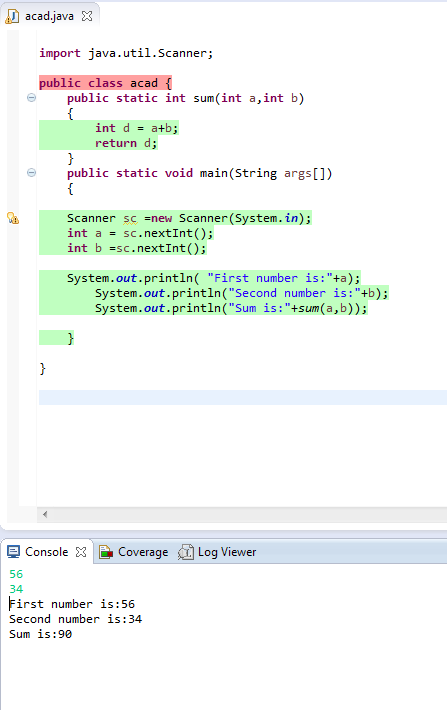 acad.java
import java.util.Scanner;
public class acad {
public static int sum(int a,int b)
{
int d = a+b;
return d;
}
public static void main(String args[])
{
Scanner sc =new Scanner(System.in);
int a = sc.nextInt();
int b =sc.nextInt();
System.out.println( "First number is:"+a);
System.out.println("Second number is:"+b);
System.out.println("Sum is:"+sum(a,b));
}
}
Console Coverage Log Viewer
56
34
First number is:56
Second number is:34
Sum is:90